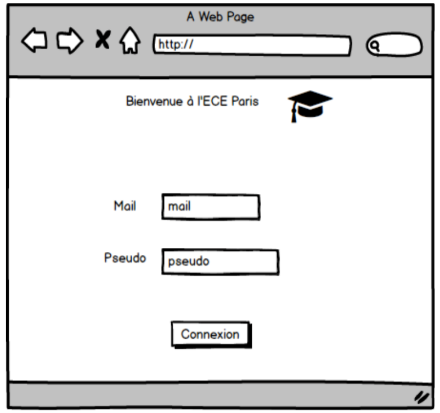 A Web Page
http://
Bienvenue à l'ECE Paris
Mail mail
Pseudo pseudo
Connexion